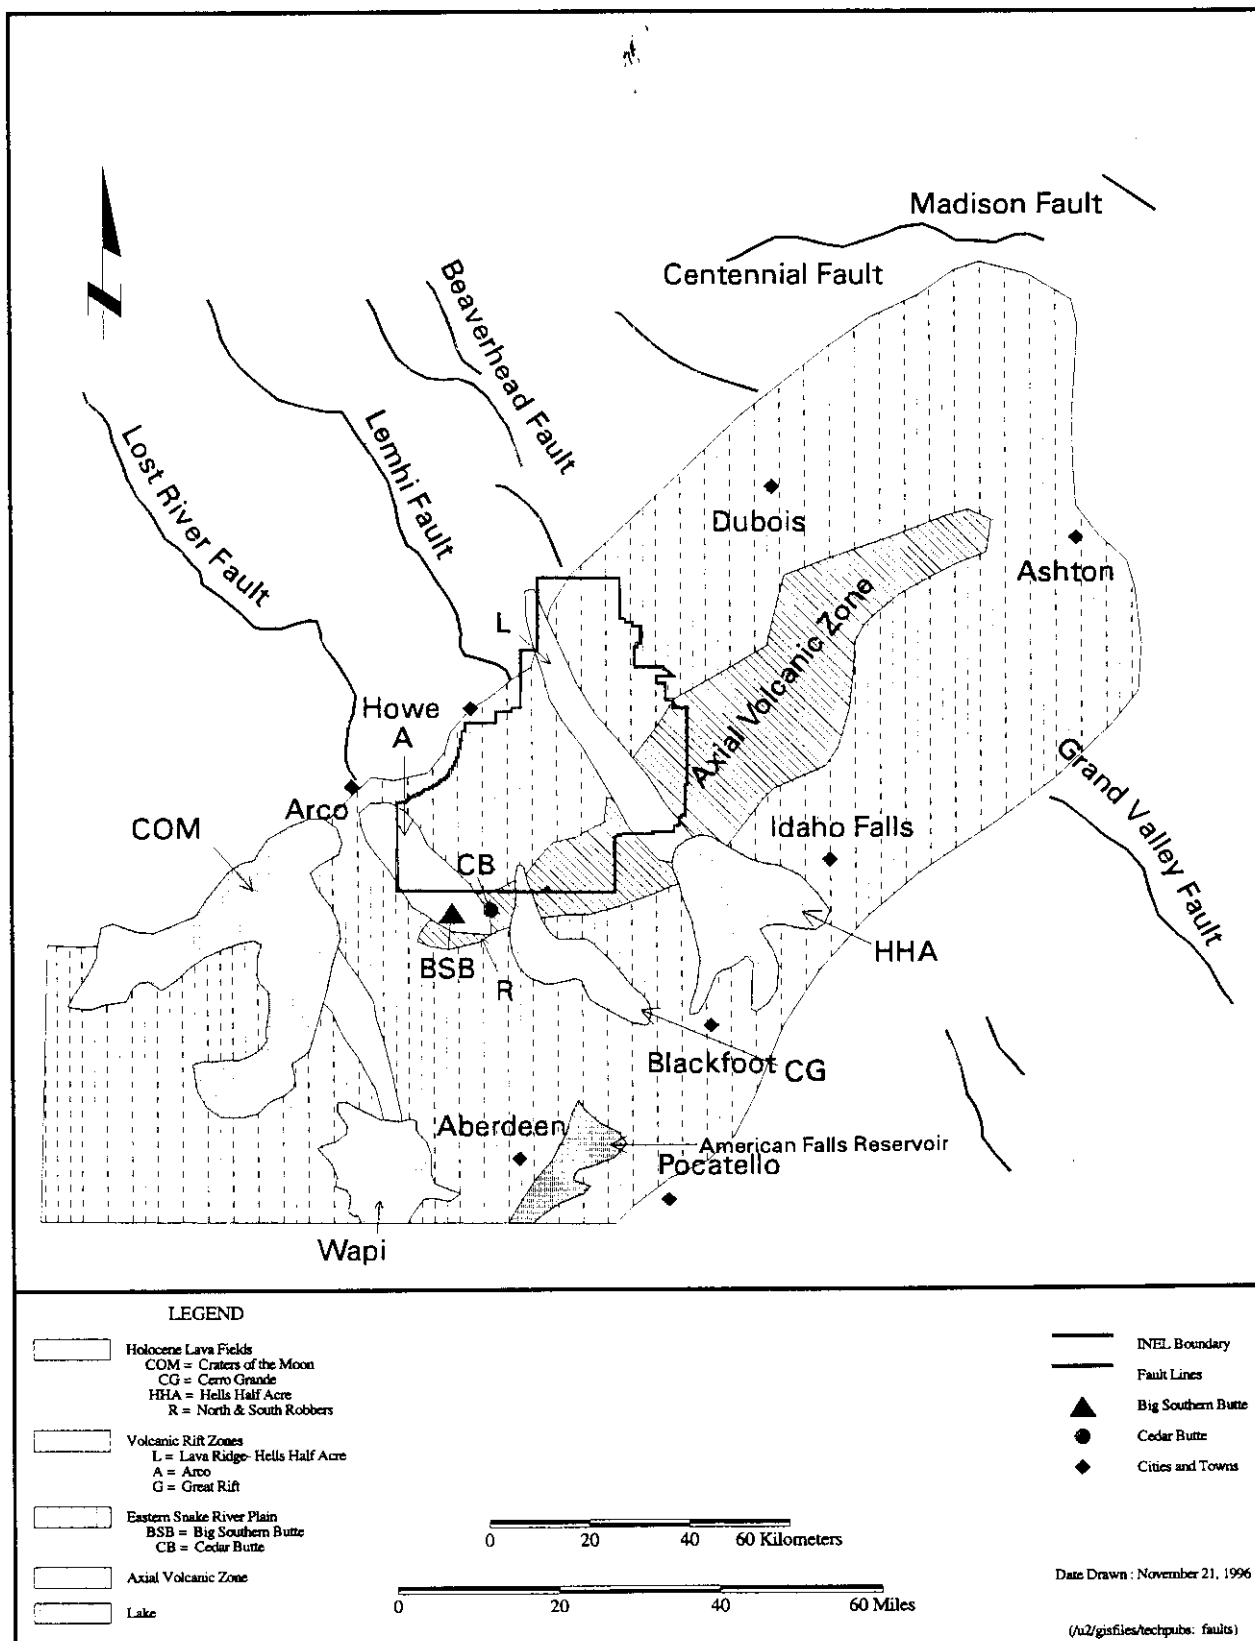 Madison Fault
Centennial Fault
Beaverhead Fault
Lemhi Fault
Lost River Fault
Dubois
Ashton
Axial Volcanic Zone
L
Howe
A
Arco
COM
Idaho Falls
Grand Valley Fault
CB
BSB
R
HHA
Blackfoot
CG
Aberdeen
American Falls Reservoir
Pocatello
Wapi
LEGEND
Holocene Lava Fields
COM = Craters of the Moon
CG = Cerro Grande
HHA = Hells Half Acre
R = North & South Robbers
Volcanic Rift Zones
L = Lava Ridge- Hells Half Acre
A = Arco
G = Great Rift
Eastern Snake River Plain
BSB = Big Southern Butte
CB = Cedar Butte
Axial Volcanic Zone
Lake
0 20 40 60 Kilometers
0 20 40 60 Miles
INEL Boundary
Fault Lines
Big Southern Butte
Cedar Butte
Cities and Towns
Date Drawn : November 21, 1996
(/u2/gisfiles/techpubs: faults)